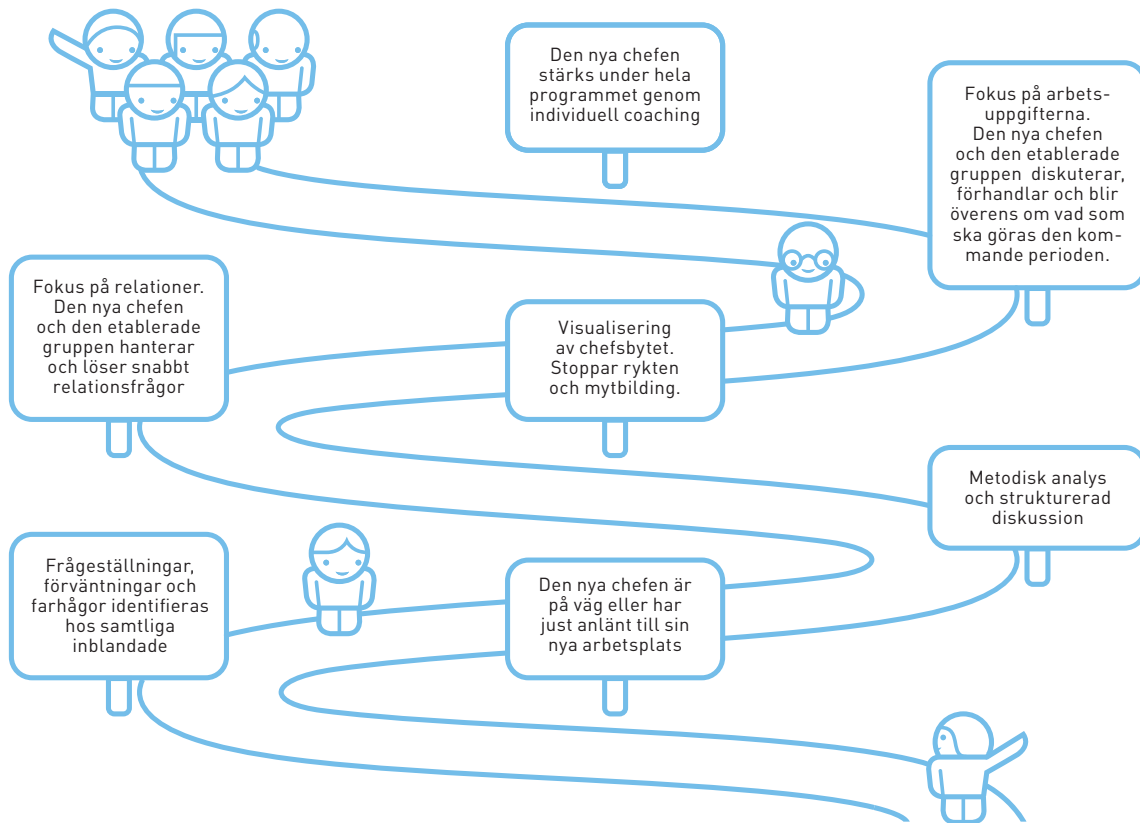 Den nya chefen
stärks under hela
programmet genom
individuell coaching
Fokus på arbets-
uppgifterna.
Den nya chefen
och den etablerade
gruppen diskuterar,
förhandlar och blir
överens om vad som
ska göras den kom-
mande perioden.
Fokus på relationer.
Den nya chefen
och den etablerade
gruppen hanterar
och löser snabbt
relationsfrågor
Visualisering
av chefsbytet.
Stoppar rykten
och mytbilding.
Metodisk analys
och strukturerad
diskussion
Frågeställningar,
förväntningar och
farhågor identifieras
hos samtliga
inblandade
Den nya chefen är
på väg eller har
just anlänt till sin
nya arbetsplats